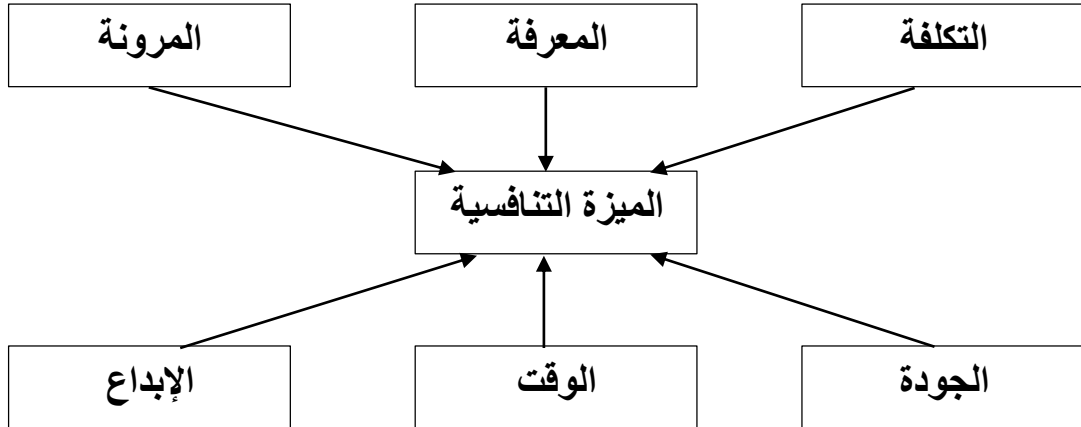 التكلفة
المعرفة
المرونة
الميزة التنافسية
الجودة
الوقت
الإبداع